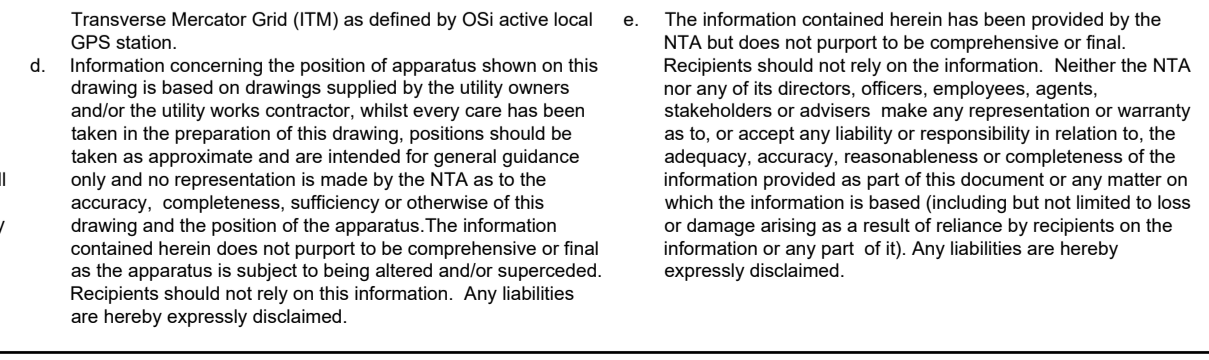 Transverse Mercator Grid (ITM) as defined by OSi active local
GPS station.
d. Information concerning the position of apparatus shown on this
drawing is based on drawings supplied by the utility owners
and/or the utility works contractor, whilst every care has been
taken in the preparation of this drawing, positions should be
taken as approximate and are intended for general guidance
only and no representation is made by the NTA as to the
accuracy, completeness, sufficiency or otherwise of this
drawing and the position of the apparatus.The information
contained herein does not purport to be comprehensive or final
as the apparatus is subject to being altered and/or superceded.
Recipients should not rely on this information. Any liabilities
are hereby expressly disclaimed.
e. The information contained herein has been provided by the
NTA but does not purport to be comprehensive or final.
Recipients should not rely on the information. Neither the NTA
nor any of its directors, officers, employees, agents,
stakeholders or advisers make any representation or warranty
as to, or accept any liability or responsibility in relation to, the
adequacy, accuracy, reasonableness or completeness of the
information provided as part of this document or any matter on
which the information is based (including but not limited to loss
or damage arising as a result of reliance by recipients on the
information or any part of it). Any liabilities are hereby
expressly disclaimed.